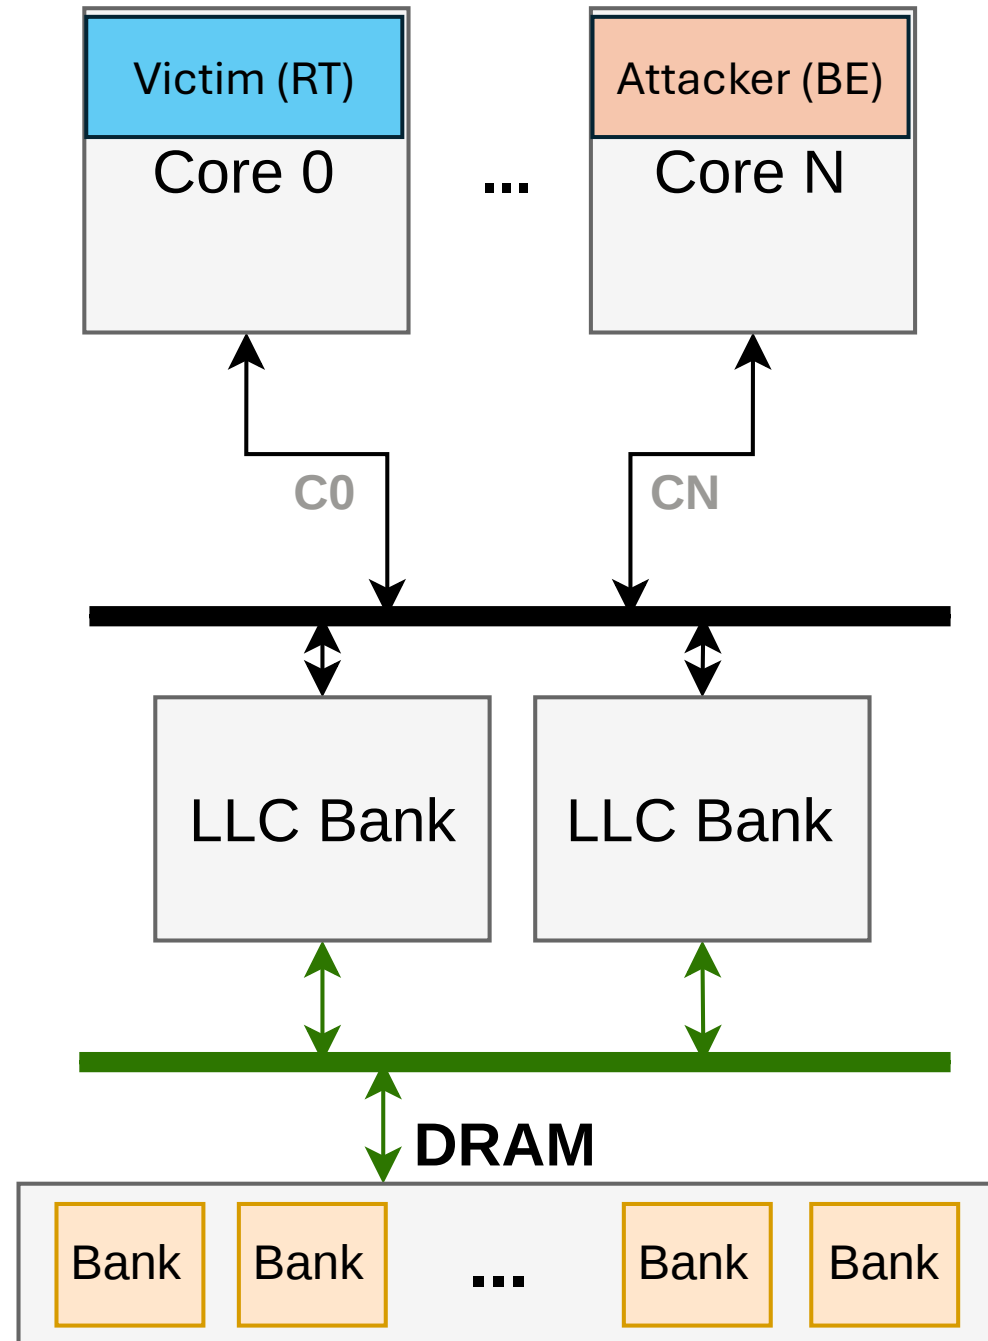 Victim (RT)
Attacker (BE)
Core 0
...
Core N
C0
CN
LLC Bank
LLC Bank
DRAM
Bank
Bank
...
Bank
Bank